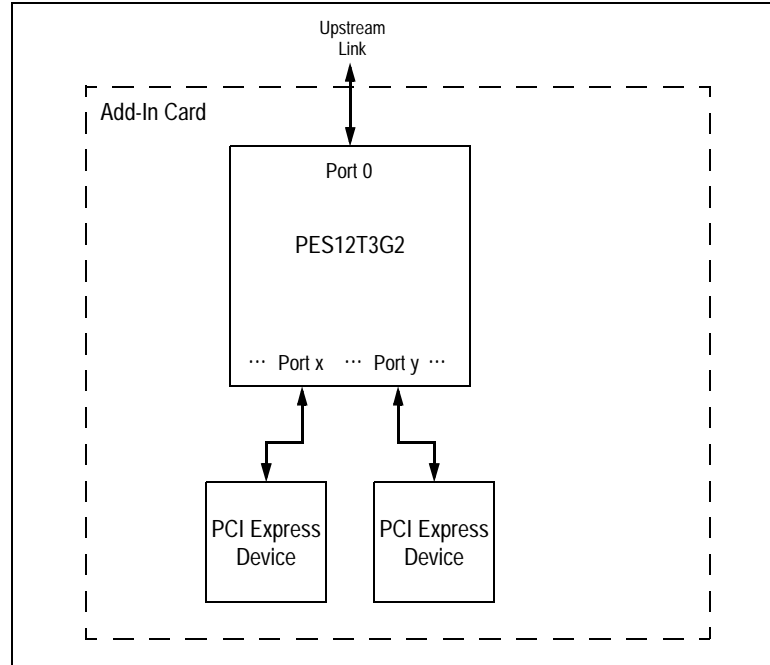 Upstream
Link
Add-In Card
Port 0
PES12T3G2
··· Port x ··· Port y ···
PCI Express
Device
PCI Express
Device